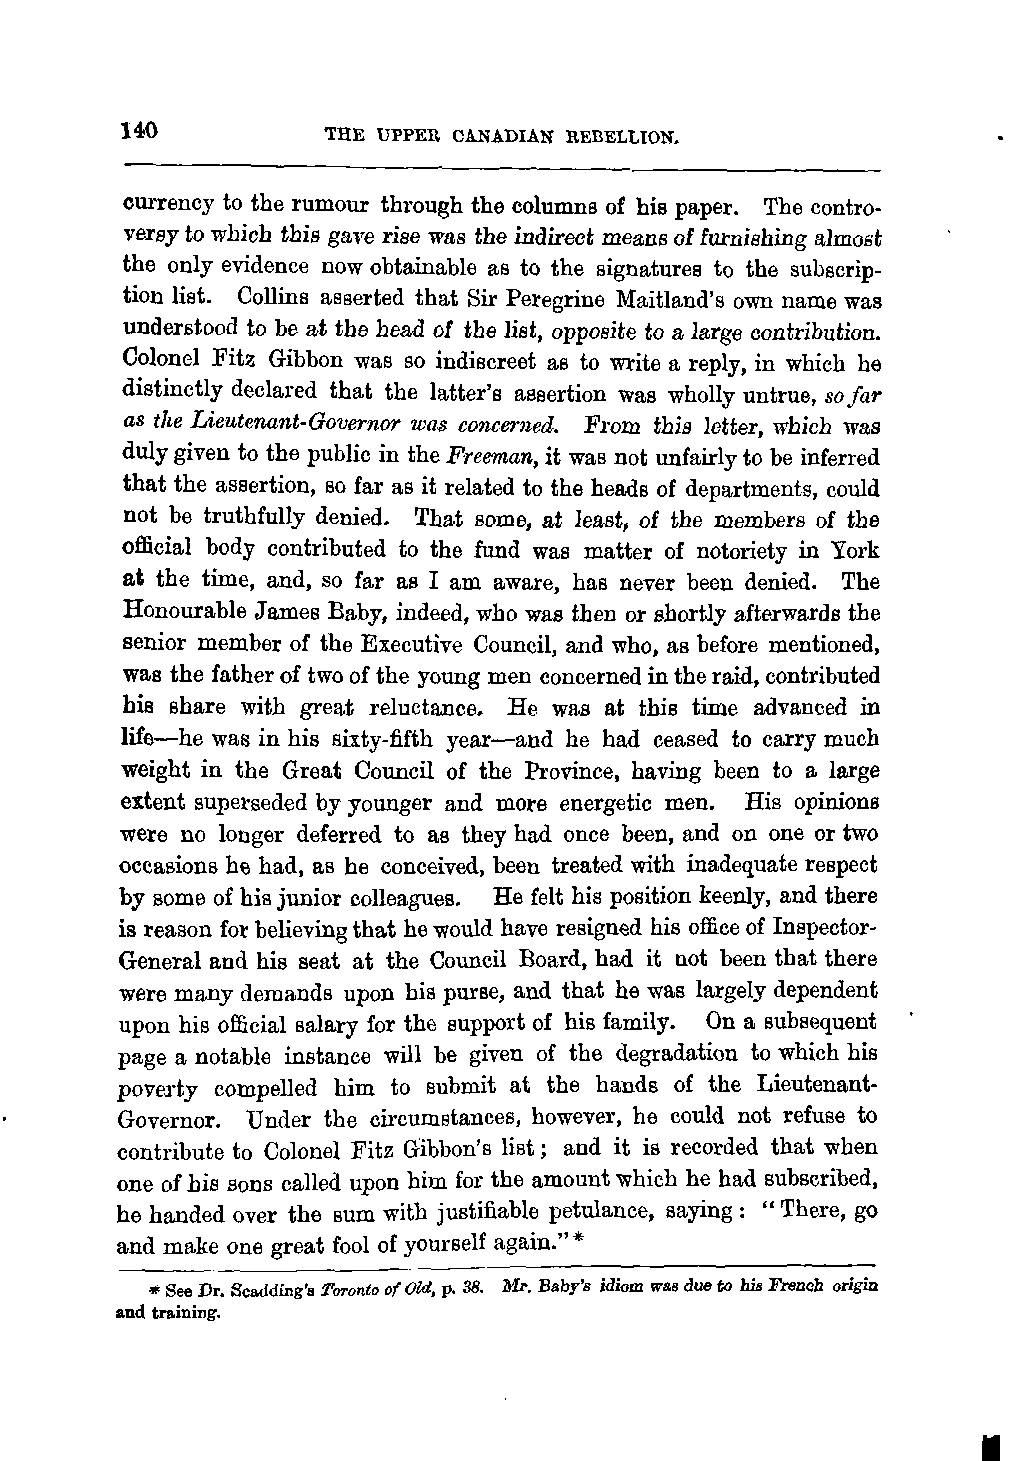 140 THE UPPER CANADIAN REBELLION.
currency to the rumour through the columns of his paper. The contro-
versy to which this gave rise was the indirect means of furnishing almost
the only evidence now obtainable as to the signatures to the subscrip-
tion list. Collins asserted that Sir Peregrine Maitland's own name was
understood to be at the head of the list, opposite to a large contribution.
Colonel Fitz Gibbon was so indiscreet as to write a reply, in which he
distinctly declared that the latter's assertion was wholly untrue, so far
as the Lieutenant-Governor was concerned. From this letter, which was
duly given to the public in the Freeman, it was not unfairly to be inferred
that the assertion, so far as it related to the heads of departments, could
not be truthfully denied. That some, at least, of the members of the
official body contributed to the fund was matter of notoriety in York
at the time, and, so far as I am aware, has never been denied. The
Honourable James Baby, indeed, who was then or shortly afterwards the
senior member of the Executive Council, and who, as before mentioned,
was the father of two of the young men concerned in the raid, contributed
his share with great reluctance. He was at this time advanced in
life—he was in his sixty-fifth year—and he had ceased to carry much
weight in the Great Council of the Province, having been to a large
extent superseded by younger and more energetic men. His opinions
were no longer deferred to as they had once been, and on one or two
occasions he had, as he conceived, been treated with inadequate respect
by some of his junior colleagues. He felt his position keenly, and there
is reason for believing that he would have resigned his office of Inspector-
General and his seat at the Council Board, had it not been that there
were many demands upon his purse, and that he was largely dependent
upon his official salary for the support of his family. On a subsequent
page a notable instance will be given of the degradation to which his
poverty compelled him to submit at the hands of the Lieutenant-
Governor. Under the circumstances, however, he could not refuse to
contribute to Colonel Fitz Gibbon's list; and it is recorded that when
one of his sons called upon him for the amount which he had subscribed,
he handed over the sum with justifiable petulance, saying: "There, go
and make one great fool of yourself again."*
* See Dr. Scadding's Toronto of Old, p. 38. Mr. Baby's idiom was due to his French origin
and training.